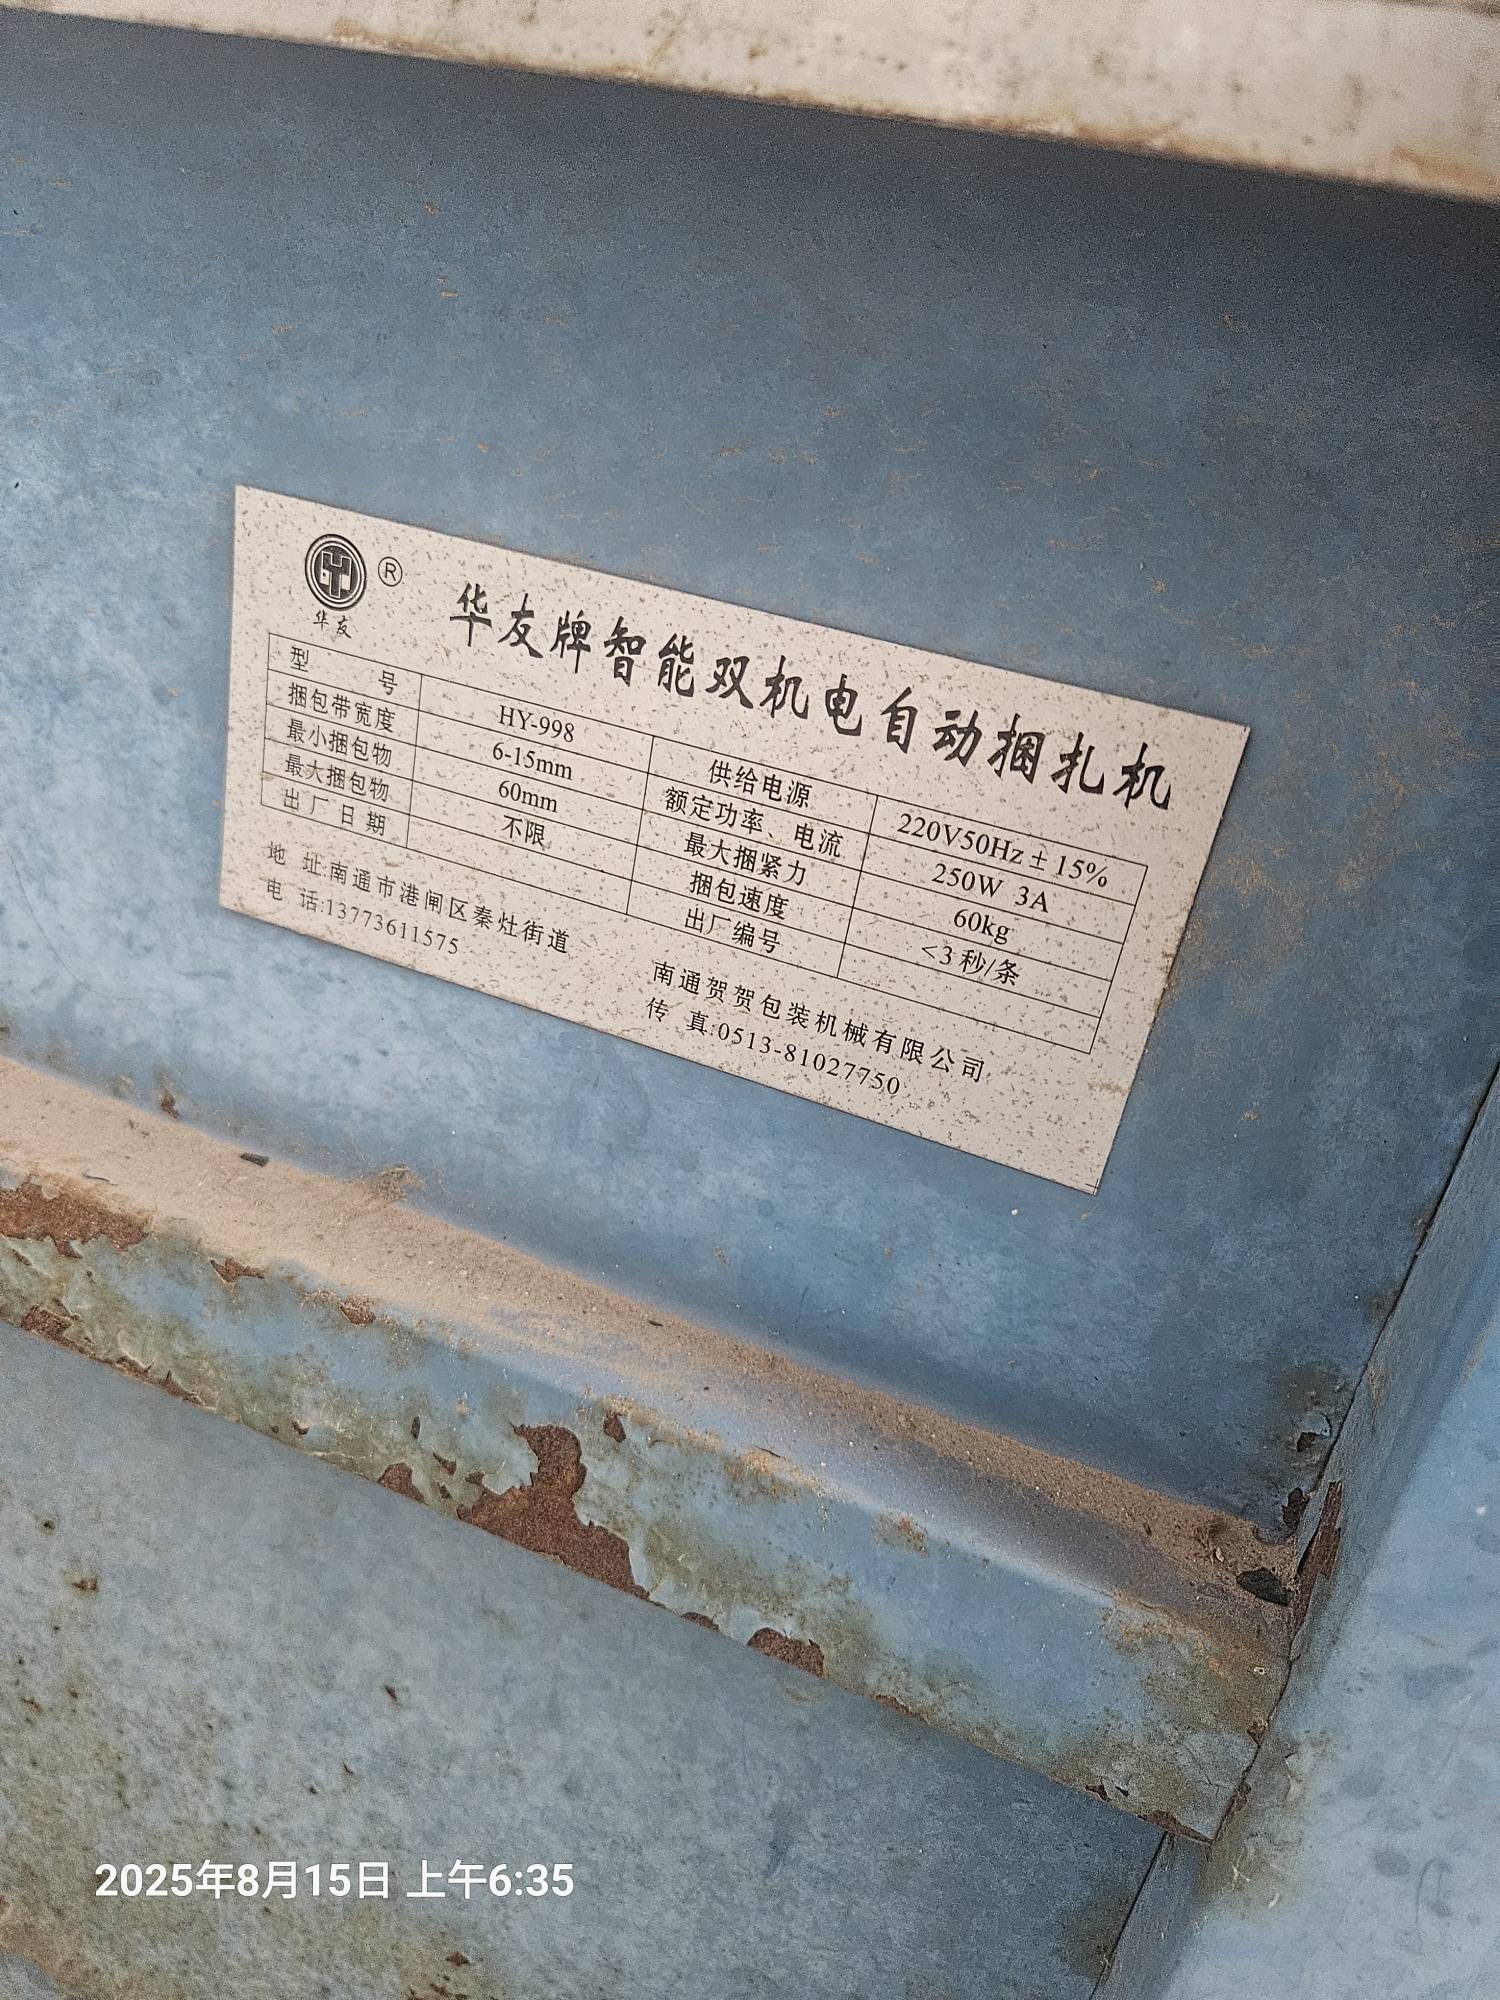 HY ®
华友
华友牌智能双机电自动捆扎机
型号 HY-998 供给电源 220V50Hz±15%
捆包带宽度 6-15mm 额定功率、电流 250W 3A
最小捆包物 60mm 最大捆紧力 60kg
最大捆包物 不限 捆包速度 <3秒/条
出厂日期 出厂编号
地 址:南通市港闸区秦灶街道 南通贺贺包装机械有限公司
电 话:13773611575 传 真:0513-81027750
2025年8月15日 上午6:35